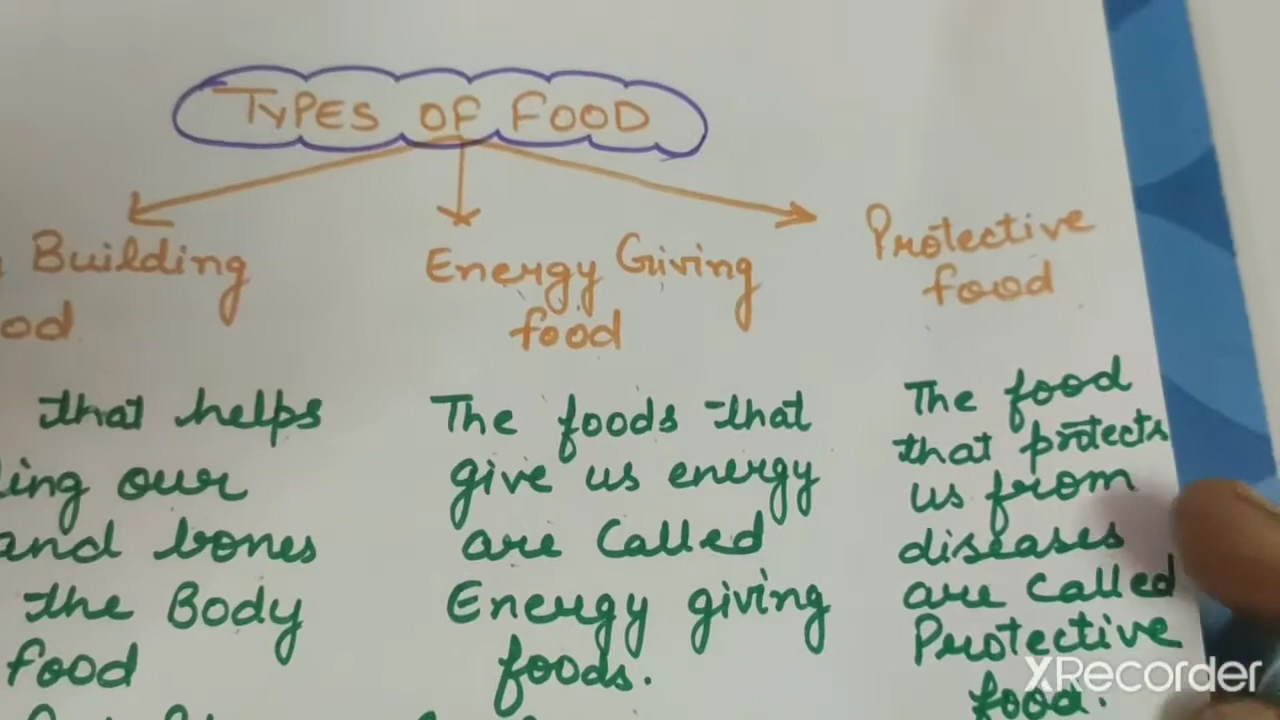 TYPES OF FOOD
Building
Energy Giving
food
Protective
food
that helps
our
and bones
the Body
food
The foods that
give us energy
are Called
Energy giving
foods.
The food
that protects
us from
diseases
are called
Protective
food.
XRecorder